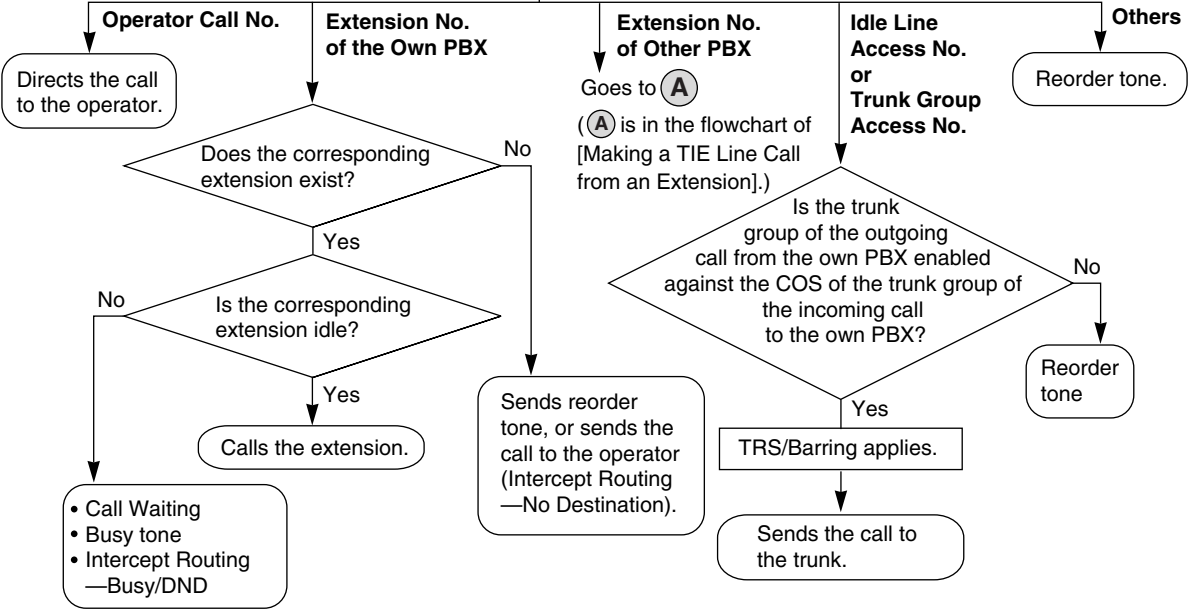 Operator Call No.
Directs the call
to the operator.
Extension No.
of the Own PBX
Does the corresponding
extension exist?
No
Yes
Is the corresponding
extension idle?
No
Yes
Calls the extension.
• Call Waiting
• Busy tone
• Intercept Routing
—Busy/DND
Sends reorder
tone, or sends the
call to the operator
(Intercept Routing
—No Destination).
Extension No.
of Other PBX
Goes to A
( A is in the flowchart of
[Making a TIE Line Call
from an Extension].)
Idle Line
Access No.
or
Trunk Group
Access No.
Is the trunk
group of the outgoing
call from the own PBX enabled
against the COS of the trunk group of
the incoming call
to the own PBX?
No
Reorder
tone
Yes
TRS/Barring applies.
Sends the call to
the trunk.
Others
Reorder tone.